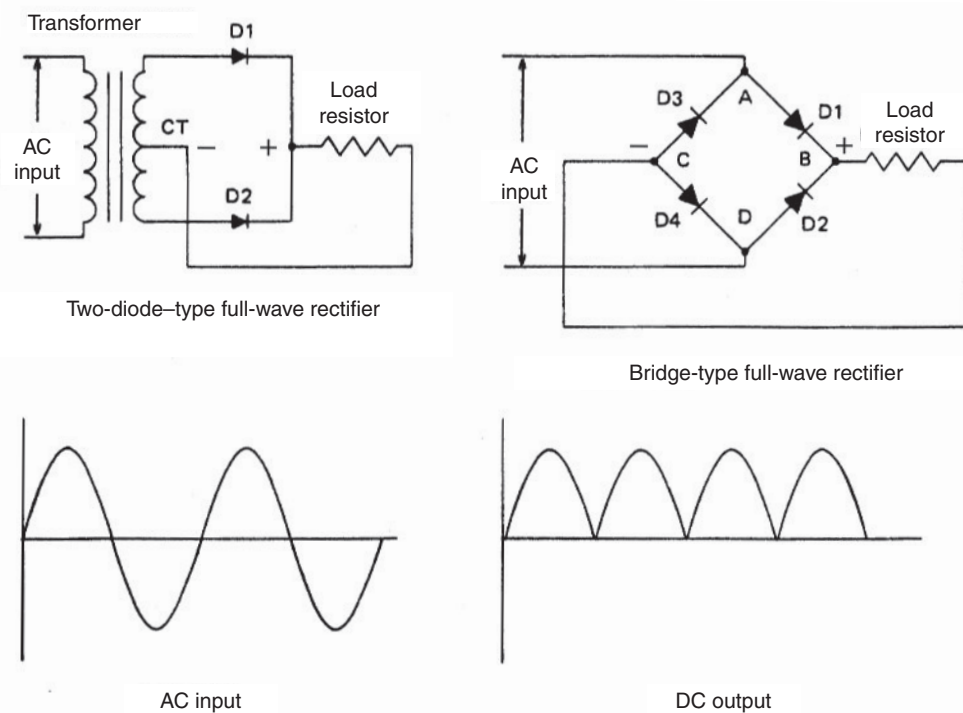 Transformer
D1
AC
input
CT
−
+
Load
resistor
D2
Two-diode–type full-wave rectifier
AC
input
D3
A
D1
Load
resistor
−
C
B
+
D4
D
D2
Bridge-type full-wave rectifier
AC input
DC output